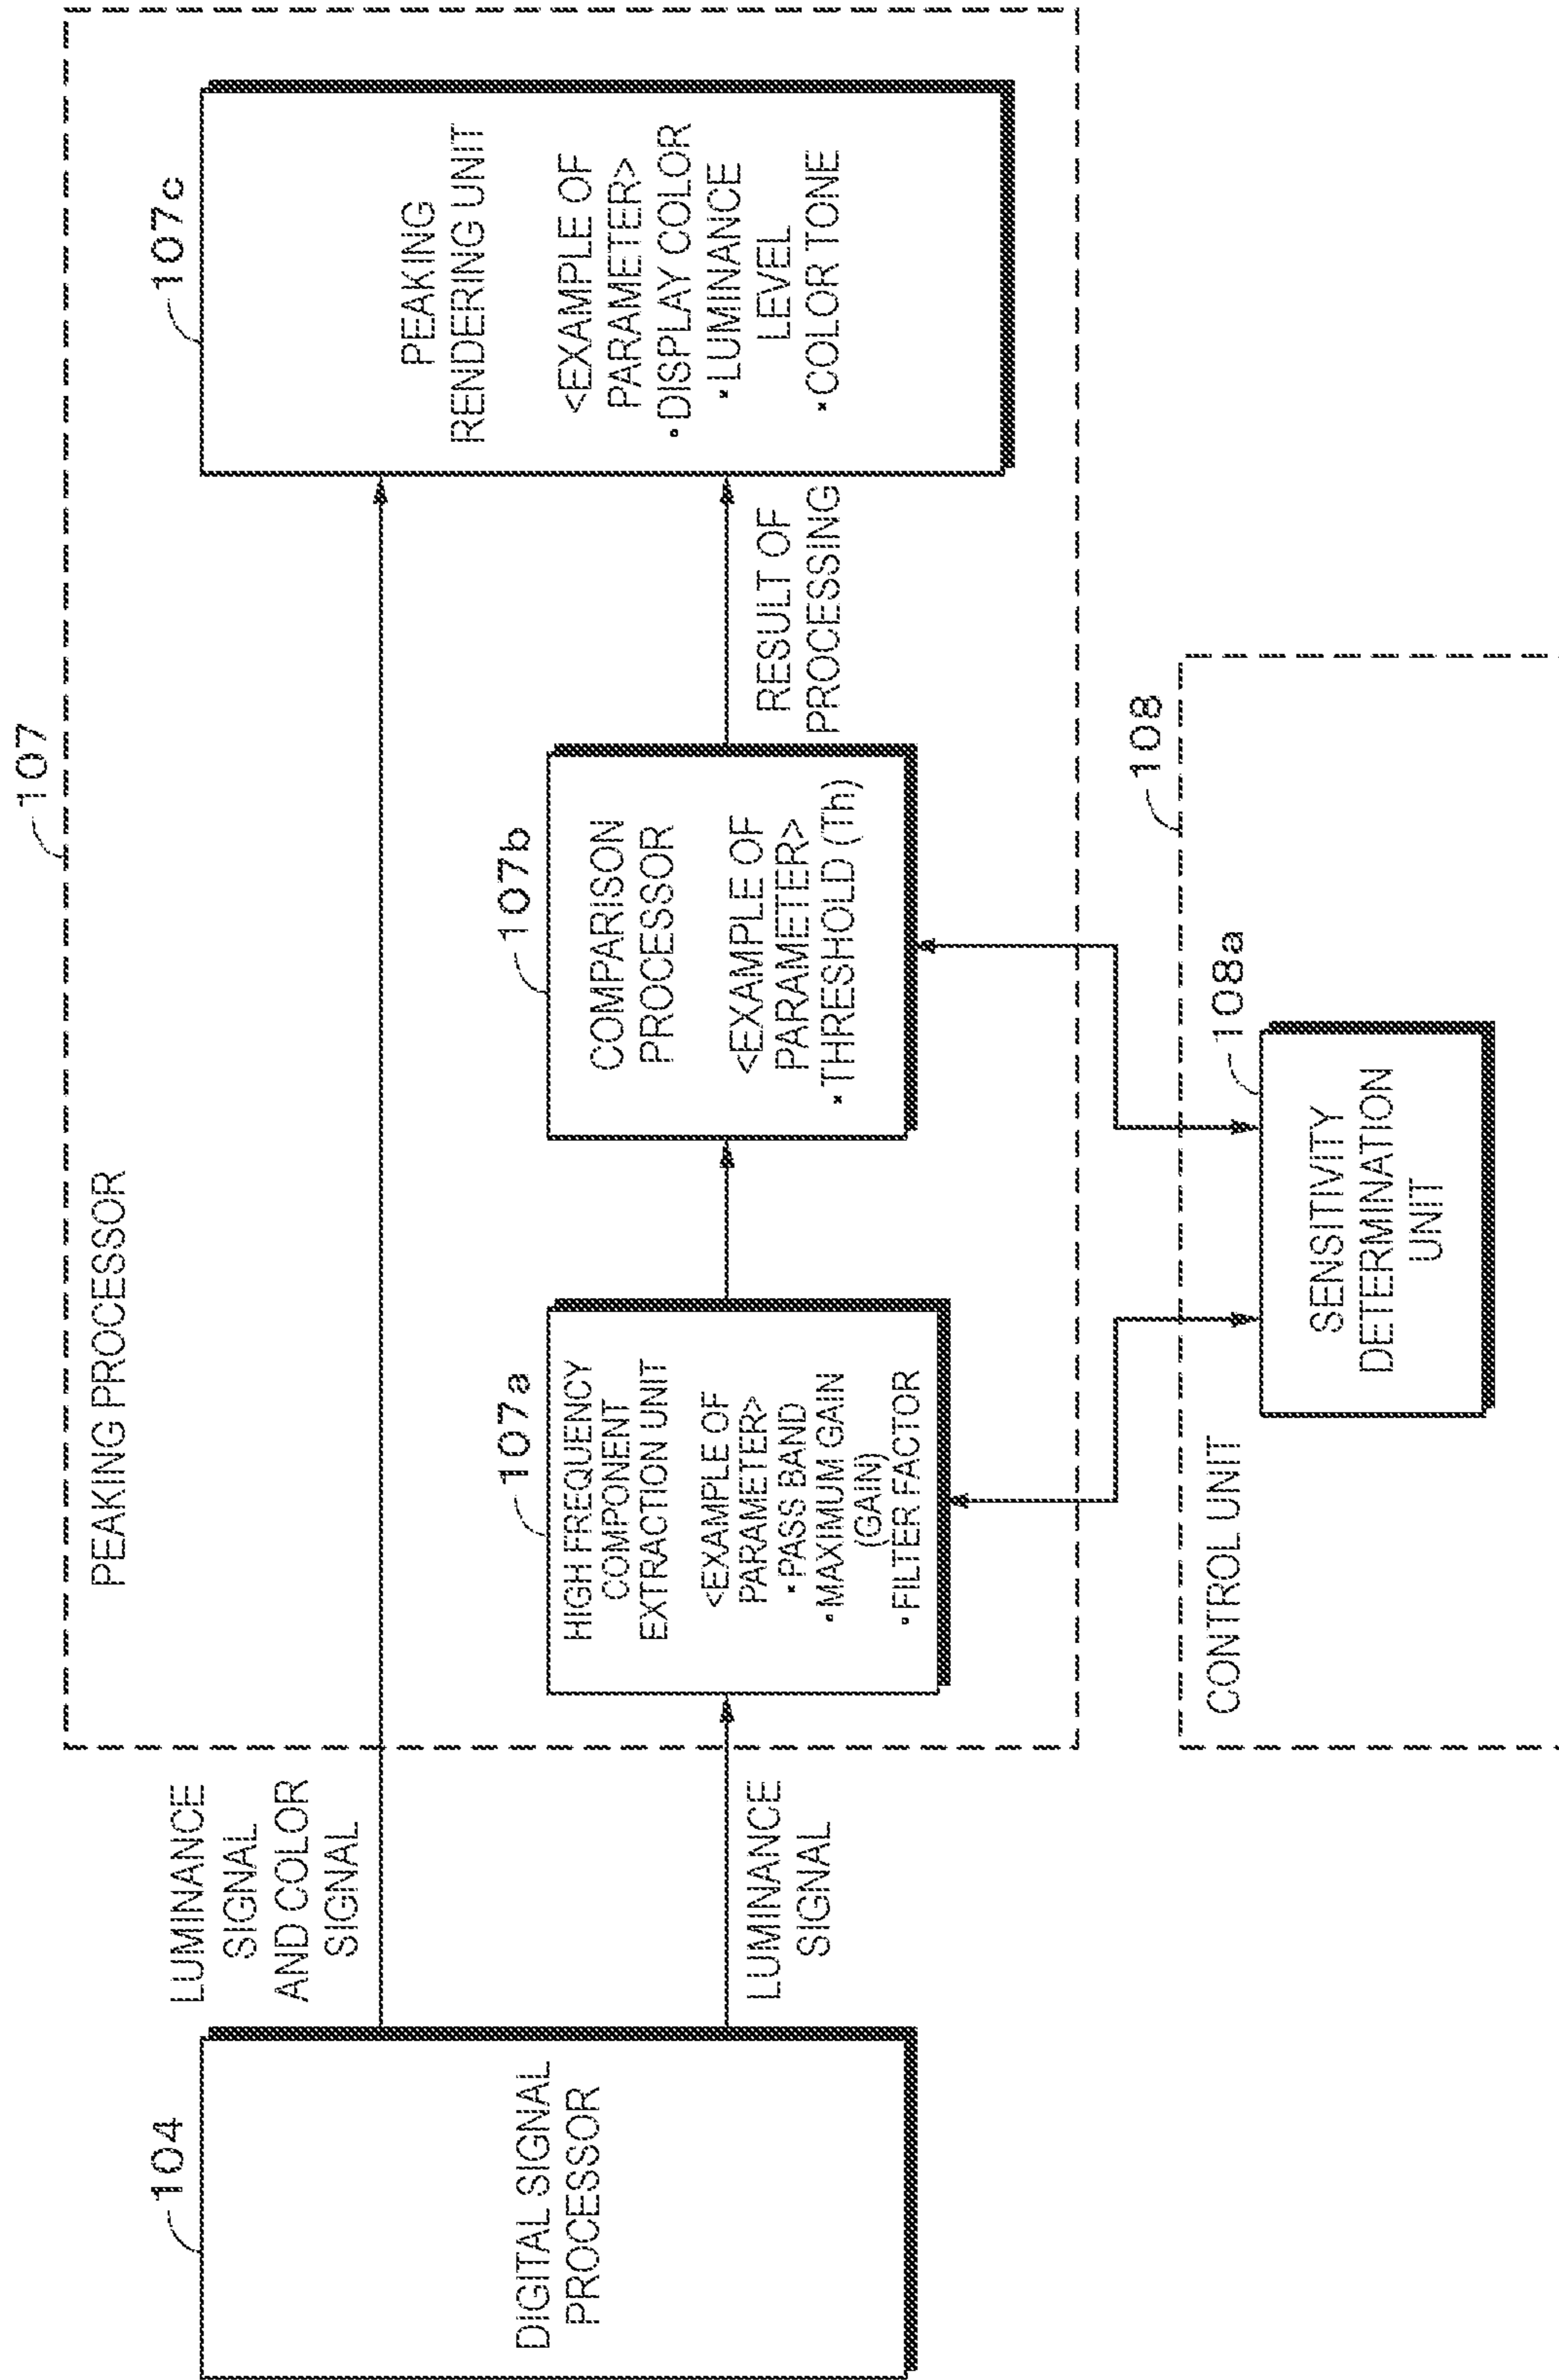 107
PEAKING PROCESSOR
104
DIGITAL SIGNAL
PROCESSOR
LUMINANCE
SIGNAL
AND COLOR
SIGNAL
LUMINANCE
SIGNAL
107a
HIGH FREQUENCY
COMPONENT
EXTRACTION UNIT
<EXAMPLE OF
PARAMETER>
•PASS BAND
•MAXIMUM GAIN
(GAIN)
•FILTER FACTOR
107b
COMPARISON
PROCESSOR
<EXAMPLE OF
PARAMETER>
•THRESHOLD (Th)
RESULT OF
PROCESSING
107c
PEAKING
RENDERING UNIT
<EXAMPLE OF
PARAMETER>
•DISPLAY COLOR
•LUMINANCE
LEVEL
•COLOR TONE
108
CONTROL UNIT
108a
SENSITIVITY
DETERMINATION
UNIT